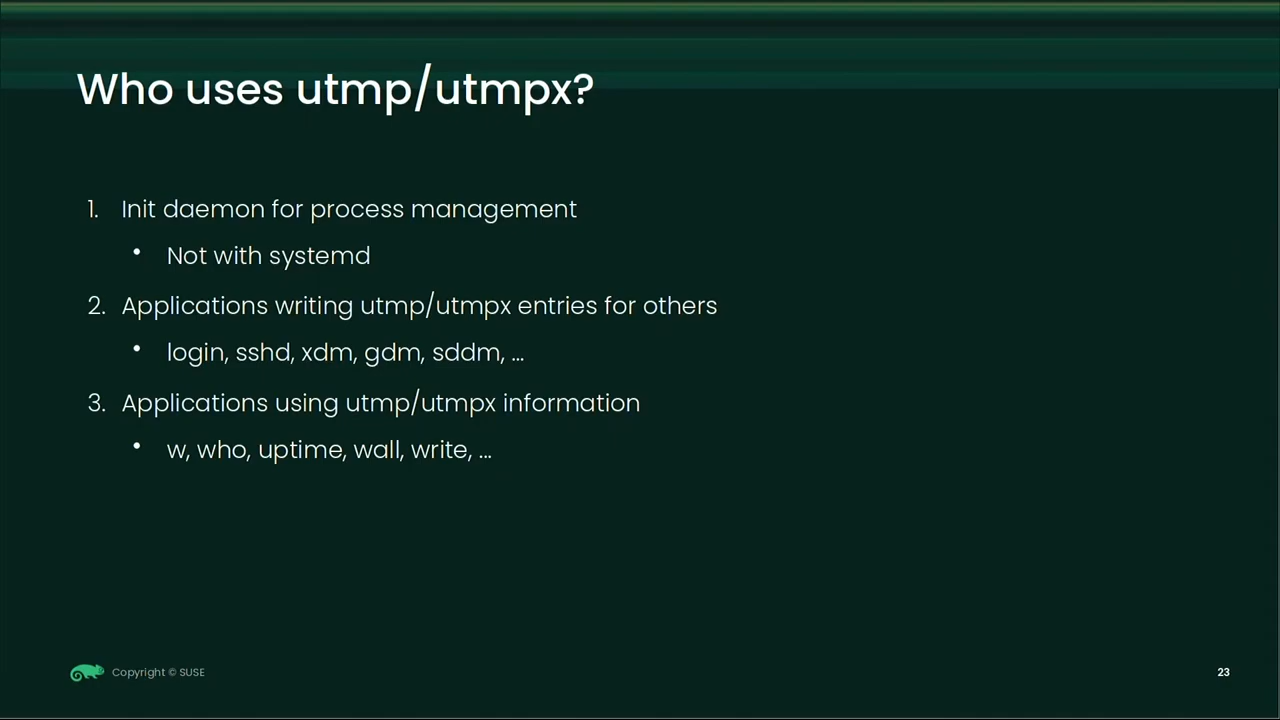 Who uses utmp/utmpx?
1. Init daemon for process management
• Not with systemd
2. Applications writing utmp/utmpx entries for others
• login, sshd, xdm, gdm, sddm, ...
3. Applications using utmp/utmpx information
• w, who, uptime, wall, write, ...
Copyright © SUSE
23